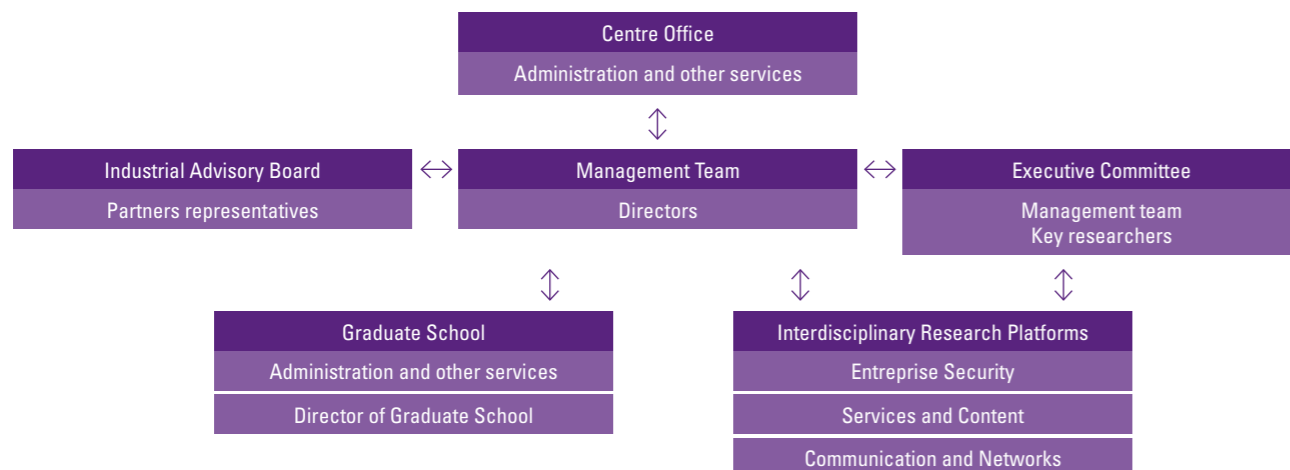 Centre Office
Administration and other services
Industrial Advisory Board
Partners representatives
Management Team
Directors
Executive Committee
Management team
Key researchers
Graduate School
Administration and other services
Director of Graduate School
Interdisciplinary Research Platforms
Entreprise Security
Services and Content
Communication and Networks